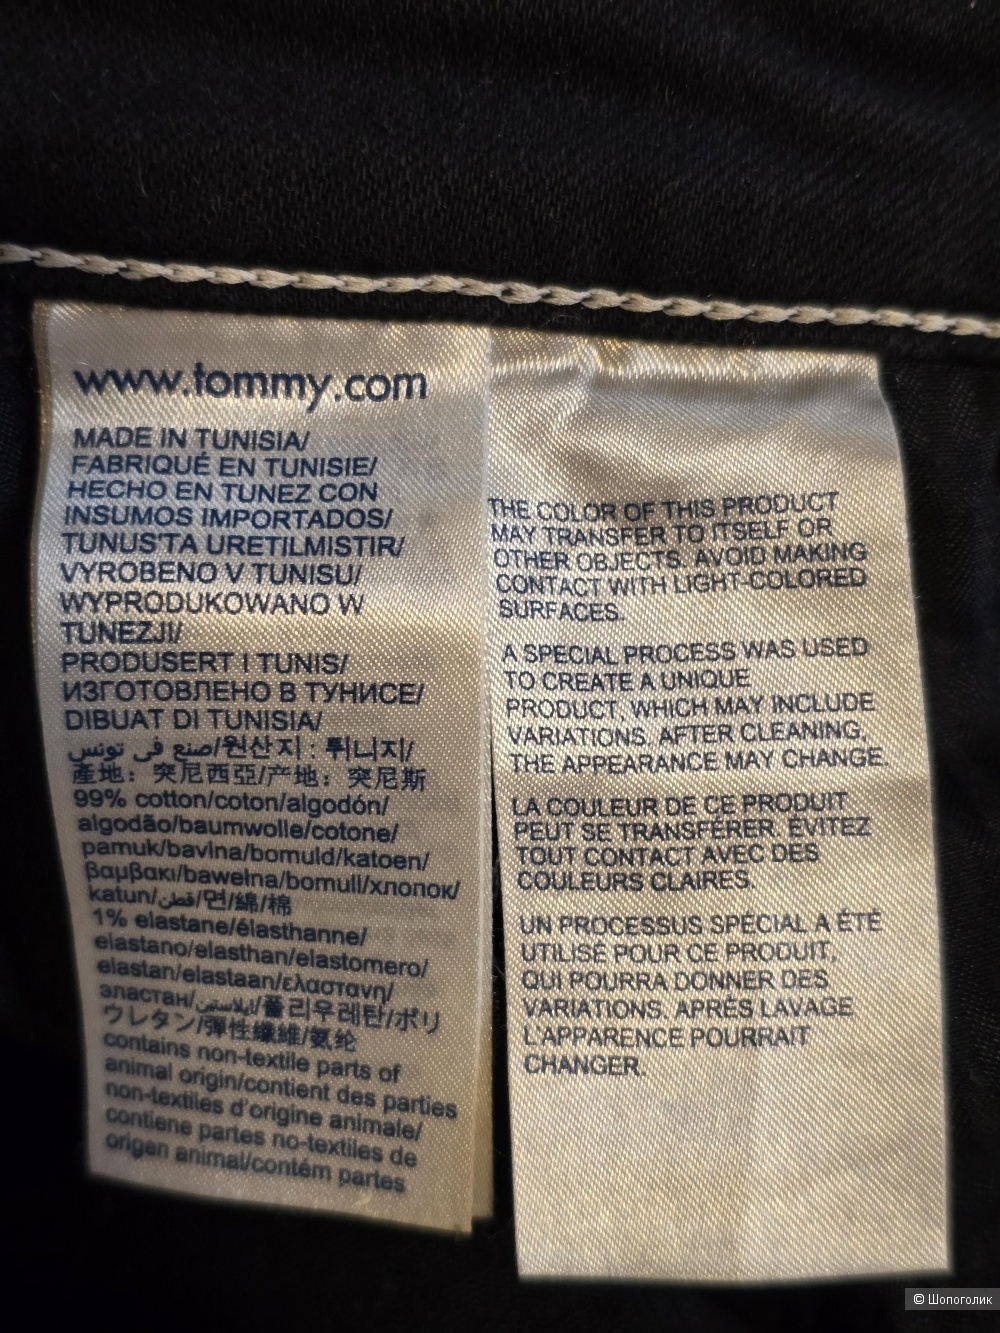 www.tommy.com
MADE IN TUNISIA/
FABRIQUÉ EN TUNISIE/
HECHO EN TUNEZ CON
INSUMOS IMPORTADOS/
TUNUS'TA URETILMISTIR/
VYROBENO V TUNISU/
WYPRODUKOWANO W
TUNEZJI/
PRODUSERT I TUNIS/
ИЗГОТОВЛЕНО В ТУНИСЕ/
DIBUAT DI TUNISIA/
صنع في تونس/원산지 : 튀니지/
產地：突尼西亞/产地：突尼斯
99% cotton/coton/algodón/
algodão/baumwolle/cotone/
pamuk/bavlna/bomuld/katoen/
βαμβακι/bawełna/bomull/хлопок/
katun/قطن/면/綿/棉
1% elastane/élasthanne/
elastano/elasthan/elastomero/
elastan/elastaan/ελαστανη/
эластан/إيلاستين/폴리우레탄/ポリ
ウレタン/彈性纖維/氨纶
contains non-textile parts of
animal origin/contient des parties
non-textiles d'origine animale/
contiene partes no-textiles de
origen animal/contém partes
THE COLOR OF THIS PRODUCT
MAY TRANSFER TO ITSELF OR
OTHER OBJECTS. AVOID MAKING
CONTACT WITH LIGHT-COLORED
SURFACES.
A SPECIAL PROCESS WAS USED
TO CREATE A UNIQUE
PRODUCT, WHICH MAY INCLUDE
VARIATIONS. AFTER CLEANING,
THE APPEARANCE MAY CHANGE.
LA COULEUR DE CE PRODUIT
PEUT SE TRANSFÉRER. ÉVITEZ
TOUT CONTACT AVEC DES
COULEURS CLAIRES.
UN PROCESSUS SPÉCIAL A ÉTÉ
UTILISÉ POUR CE PRODUIT,
QUI POURRA DONNER DES
VARIATIONS. APRÈS LAVAGE
L'APPARENCE POURRAIT
CHANGER.
© Шопоголик